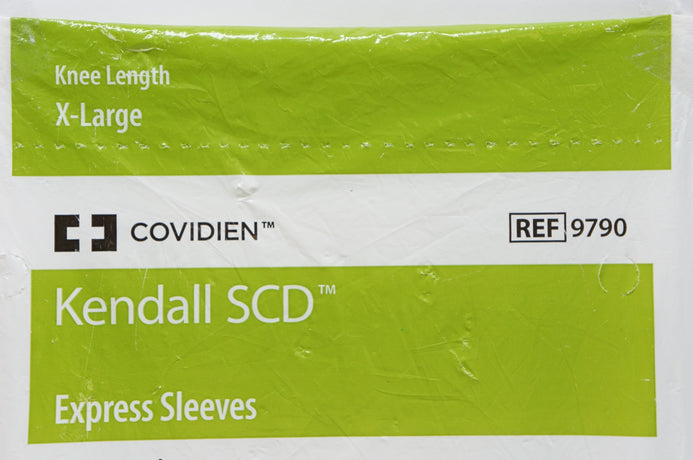 Knee Length
X-Large
COVIDIEN™
REF 9790
Kendall SCD™
Express Sleeves